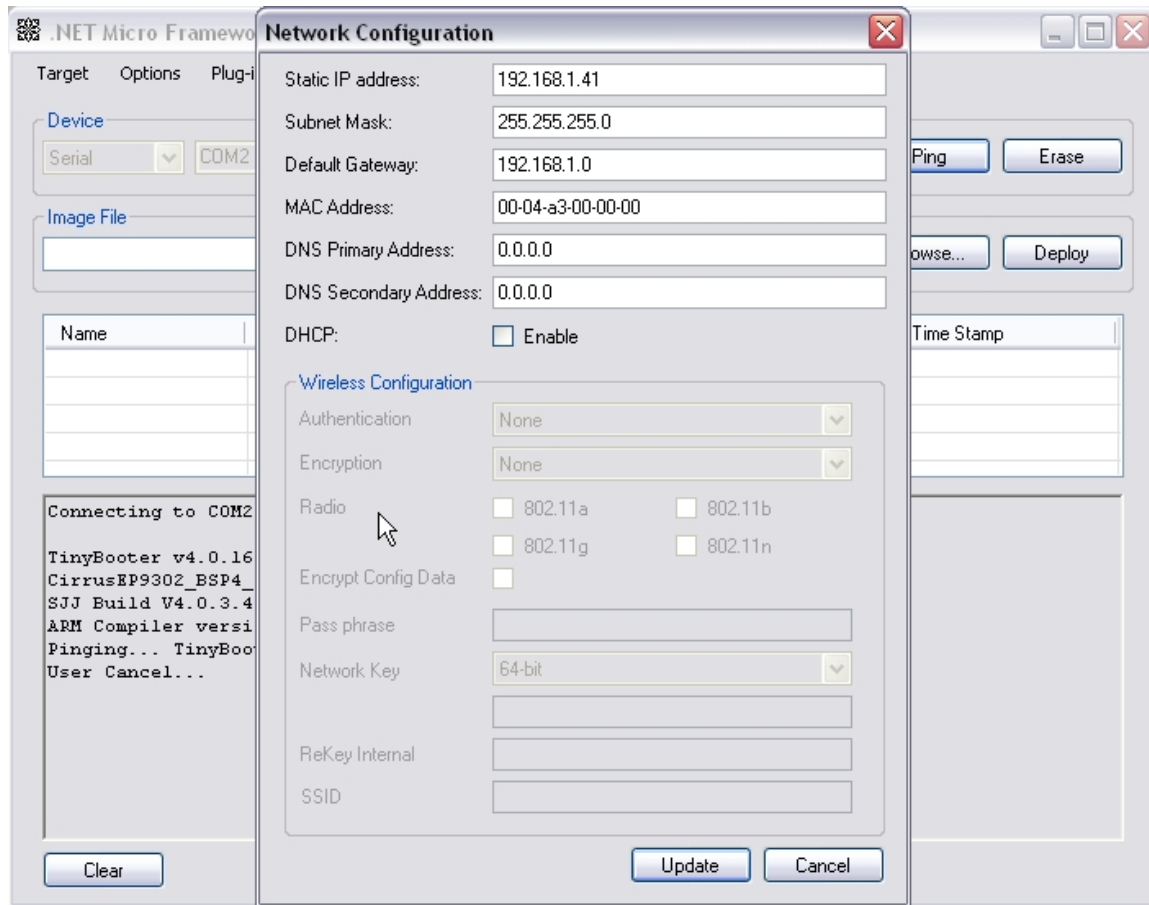 .NET Micro Framewo
Network Configuration
Target Options Plug-i
Static IP address: 192.168.1.41
Device
Subnet Mask: 255.255.255.0
Serial COM2
Ping Erase
Default Gateway: 192.168.1.0
MAC Address: 00-04-a3-00-00-00
Image File
DNS Primary Address: 0.0.0.0
owse... Deploy
DNS Secondary Address: 0.0.0.0
Name
DHCP: Enable
Time Stamp
Wireless Configuration
Authentication None
Encryption None
Radio 802.11a 802.11b
802.11g 802.11n
Encrypt Config Data
Pass phrase
Network Key 64-bit
ReKey Internal
SSID
Connecting to COM2
TinyBooter v4.0.16
CirrusEP9302_BSP4_
SJJ Build V4.0.3.4
ARM Compiler versi
Pinging... TinyBoo
User Cancel...
Update Cancel
Clear